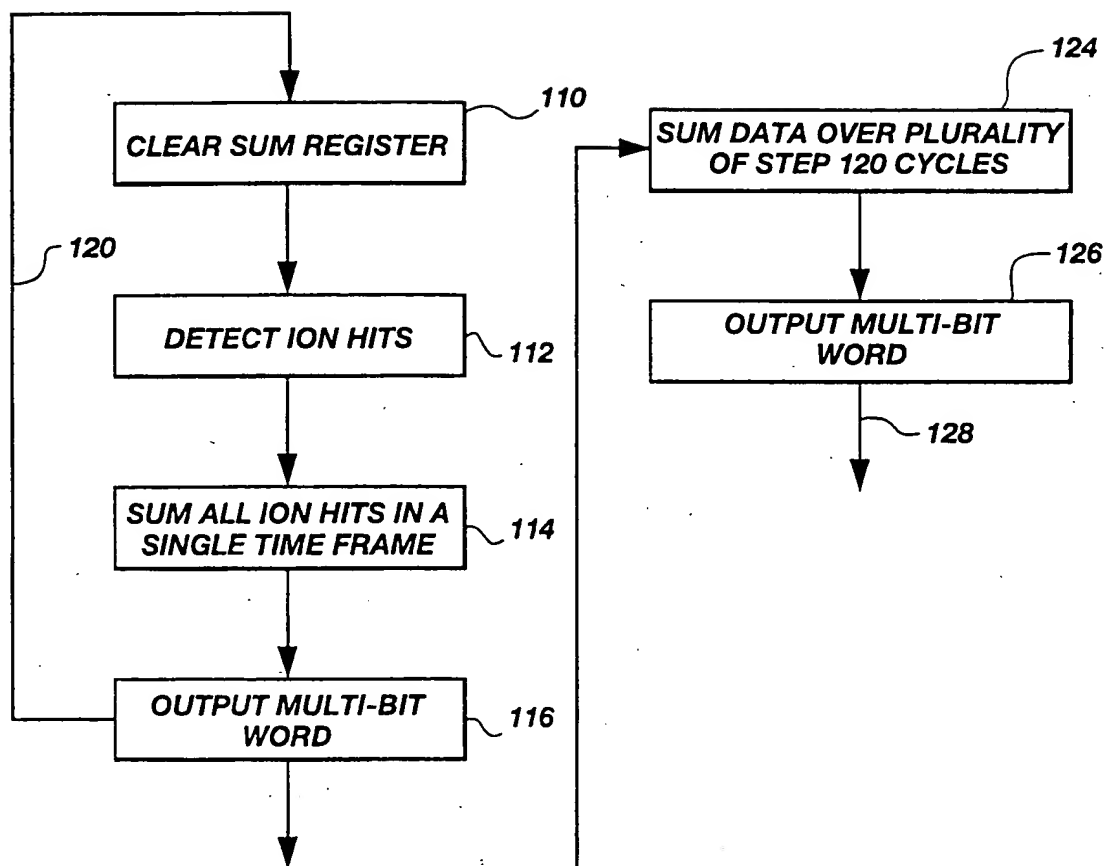 110
CLEAR SUM REGISTER
120
DETECT ION HITS
112
SUM ALL ION HITS IN A
SINGLE TIME FRAME
114
OUTPUT MULTI-BIT
WORD
116
124
SUM DATA OVER PLURALITY
OF STEP 120 CYCLES
126
OUTPUT MULTI-BIT
WORD
128